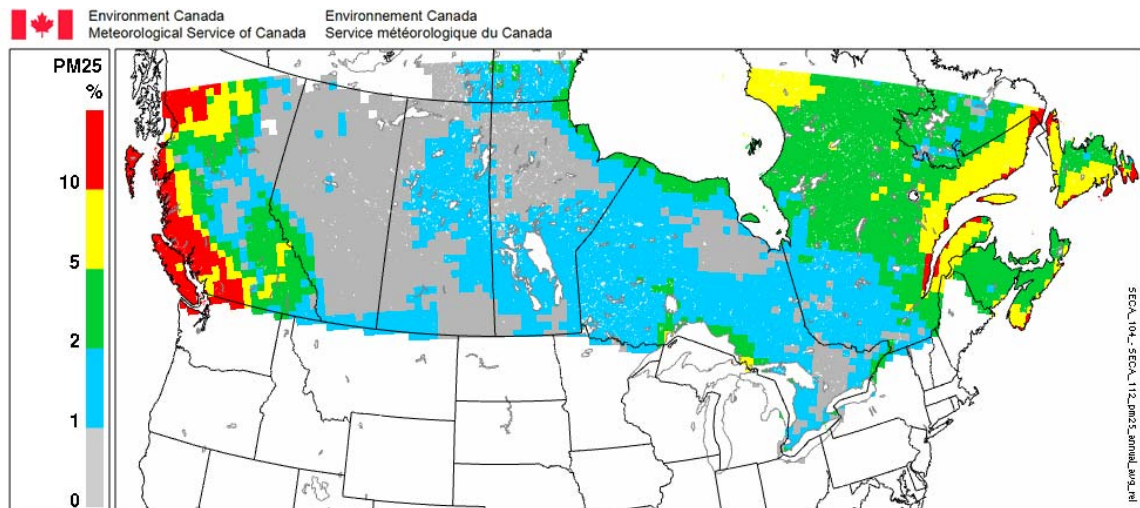 Environment Canada
Meteorological Service of Canada
Environnement Canada
Service météorologique du Canada
PM25
%
10
5
2
1
0
SECA_104_-_SECA_112_pm25_annual_avg_rel